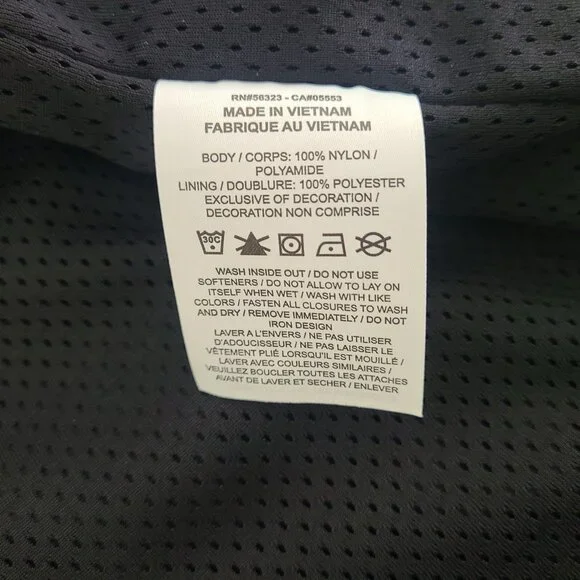 RN#56323 - CA#05553
MADE IN VIETNAM
FABRIQUE AU VIETNAM
BODY / CORPS: 100% NYLON /
POLYAMIDE
LINING / DOUBLURE: 100% POLYESTER
EXCLUSIVE OF DECORATION /
DECORATION NON COMPRISE
30C
WASH INSIDE OUT / DO NOT USE
SOFTENERS / DO NOT ALLOW TO LAY ON
ITSELF WHEN WET / WASH WITH LIKE
COLORS / FASTEN ALL CLOSURES TO WASH
AND DRY / REMOVE IMMEDIATELY / DO NOT
IRON DESIGN
LAVER A L'ENVERS / NE PAS UTILISER
D'ADOUCISSEUR / NE PAS LAISSER LE
VÊTEMENT PLIÉ LORSQU'IL EST MOUILLÉ /
LAVER AVEC COULEURS SIMILAIRES /
VEUILLEZ BOUCLER TOUTES LES ATTACHES
AVANT DE LAVER ET SECHER / ENLEVER